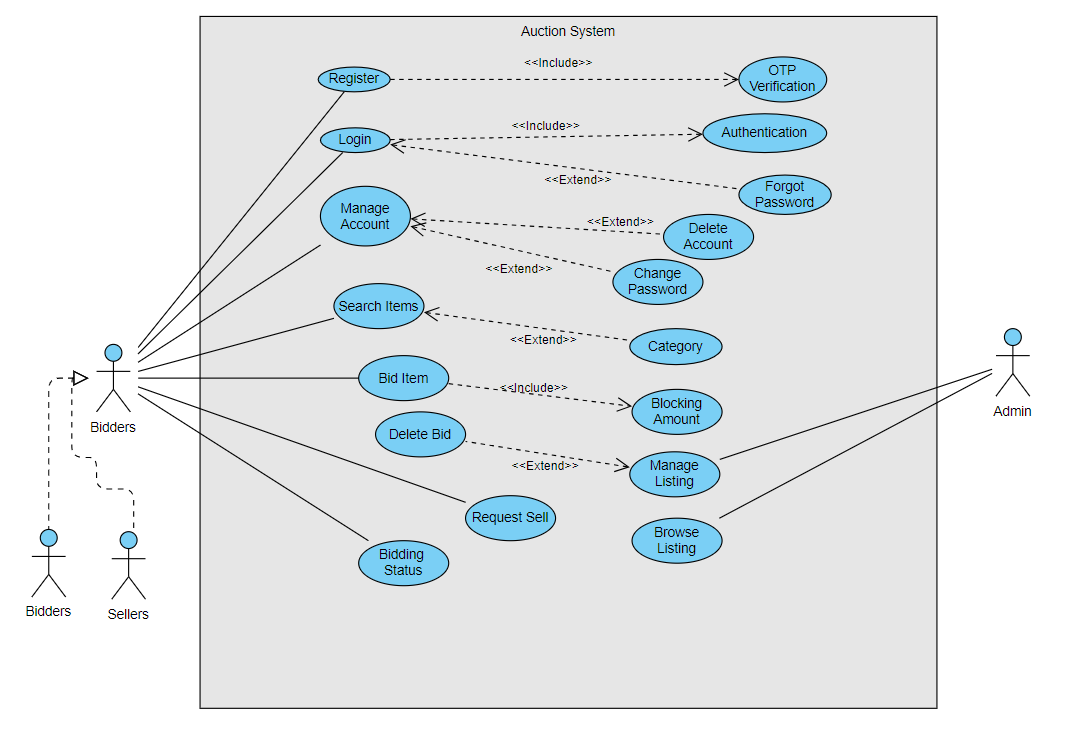 Auction System
Register
<<Include>>
OTP
Verification
Login
<<Include>>
Authentication
<<Extend>>
Forgot
Password
Manage
Account
<<Extend>>
Delete
Account
<<Extend>>
Change
Password
Search Items
<<Extend>>
Category
Bid Item
<<Include>>
Blocking
Amount
Delete Bid
<<Extend>>
Manage
Listing
Request Sell
Browse
Listing
Bidding
Status
Bidders
Admin
Bidders
Sellers